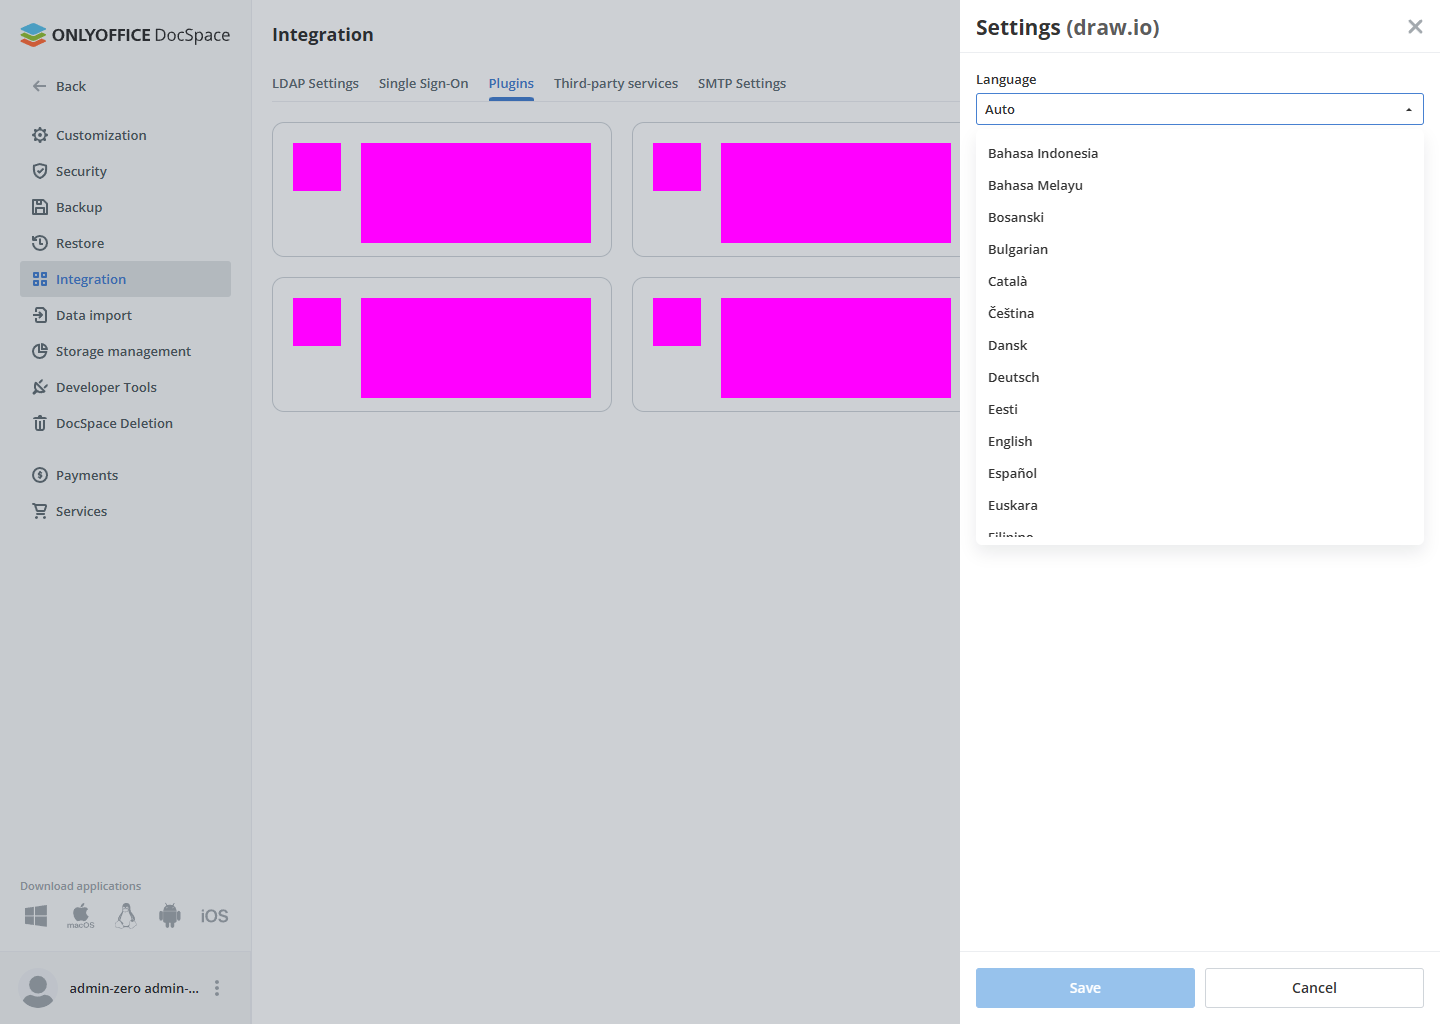 ONLYOFFICE DocSpace
Back
Customization
Security
Backup
Restore
Integration
Data import
Storage management
Developer Tools
DocSpace Deletion
Payments
Services
Download applications
macOS
iOS
admin-zero admin-...
Integration
LDAP Settings Single Sign-On Plugins Third-party services SMTP Settings
Settings (draw.io)
Language
Auto
Bahasa Indonesia
Bahasa Melayu
Bosanski
Bulgarian
Català
Čeština
Dansk
Deutsch
Eesti
English
Español
Euskara
Filipino
Save Cancel